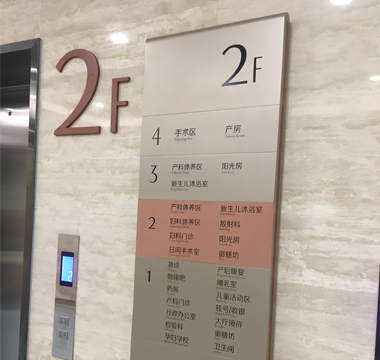 2F
2F
4 手术区 产房
3 产科休养区 阳光房
新生儿沐浴室
2 产科休养区 新生儿沐浴室
妇科休养区 放射科
妇科门诊 阳光房
日间手术室 御膳坊
1 急诊 产后康复
咖啡吧 哺乳室
药房 儿童活动区
产科门诊 挂号/收银
行政办公室 大厅接待
检验科 御膳坊
孕妇学校 卫生间
2